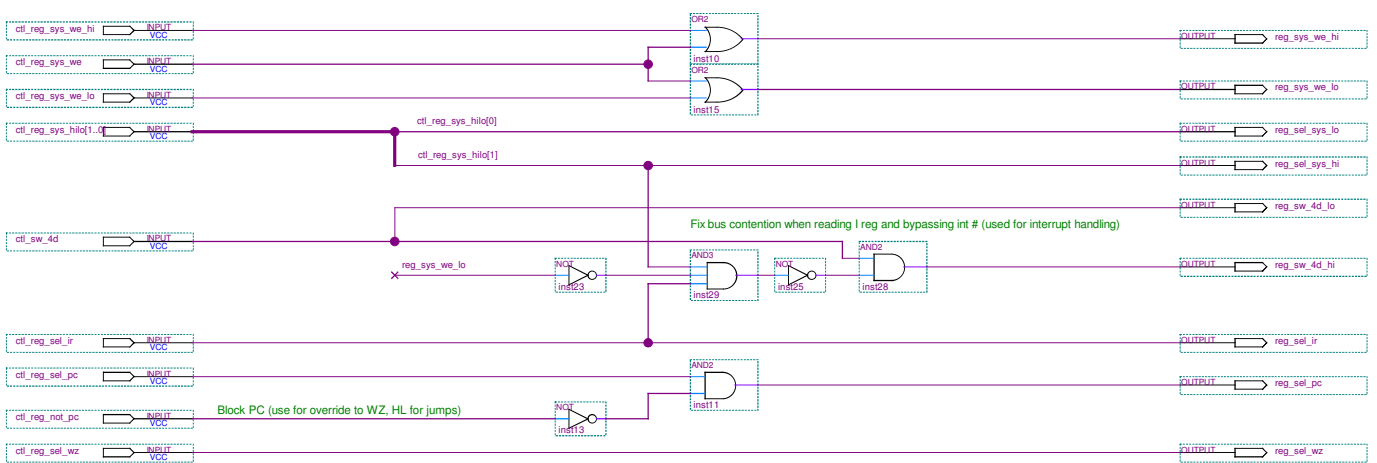 OR2
ctl_reg_sys_we_hi INPUT VCC
OUTPUT reg_sys_we_hi
inst10
ctl_reg_sys_we INPUT VCC
OR2
ctl_reg_sys_we_lo INPUT VCC
OUTPUT reg_sys_we_lo
inst15
ctl_reg_sys_hilo[1..0] INPUT VCC
ctl_reg_sys_hilo[0]
OUTPUT reg_sel_sys_lo
ctl_reg_sys_hilo[1]
OUTPUT reg_sel_sys_hi
OUTPUT reg_sw_4d_lo
Fix bus contention when reading I reg and bypassing int # (used for interrupt handling)
ctl_sw_4d INPUT VCC
AND2
AND3
reg_sys_we_lo
NOT
NOT
OUTPUT reg_sw_4d_hi
inst23
inst29
inst25
inst28
ctl_reg_sel_ir INPUT VCC
OUTPUT reg_sel_ir
AND2
ctl_reg_sel_pc INPUT VCC
OUTPUT reg_sel_pc
inst11
Block PC (use for override to WZ, HL for jumps)
NOT
ctl_reg_not_pc INPUT VCC
inst13
ctl_reg_sel_wz INPUT VCC
OUTPUT reg_sel_wz